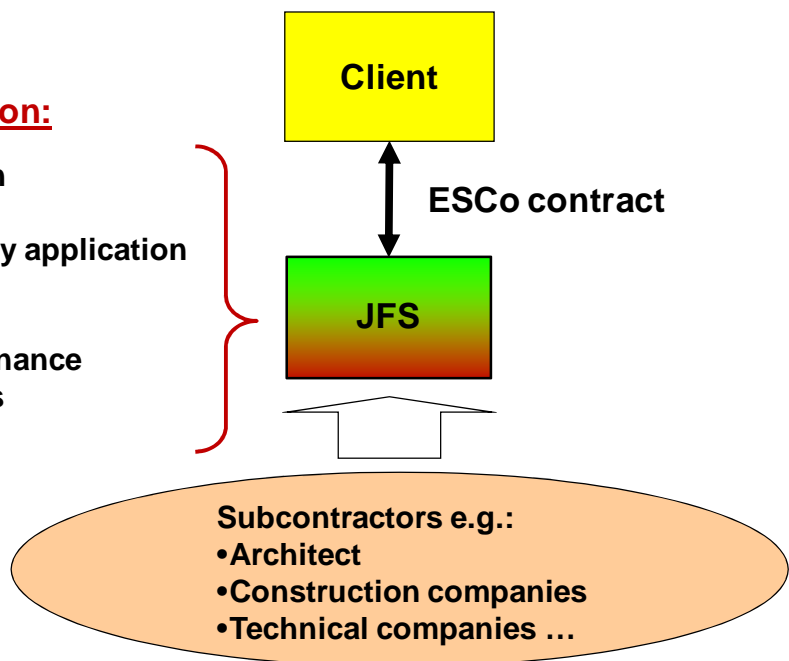 Client
on:
n
ESCo contract
y application
JFS
nance
s
Subcontractors e.g.:
•Architect
•Construction companies
•Technical companies …